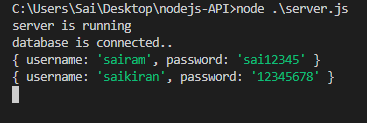 C:\Users\Sai\Desktop\nodejs-API>node .\server.js
server is running
database is connected..
{ username: 'sairam', password: 'sai12345' }
{ username: 'saikiran', password: '12345678' }